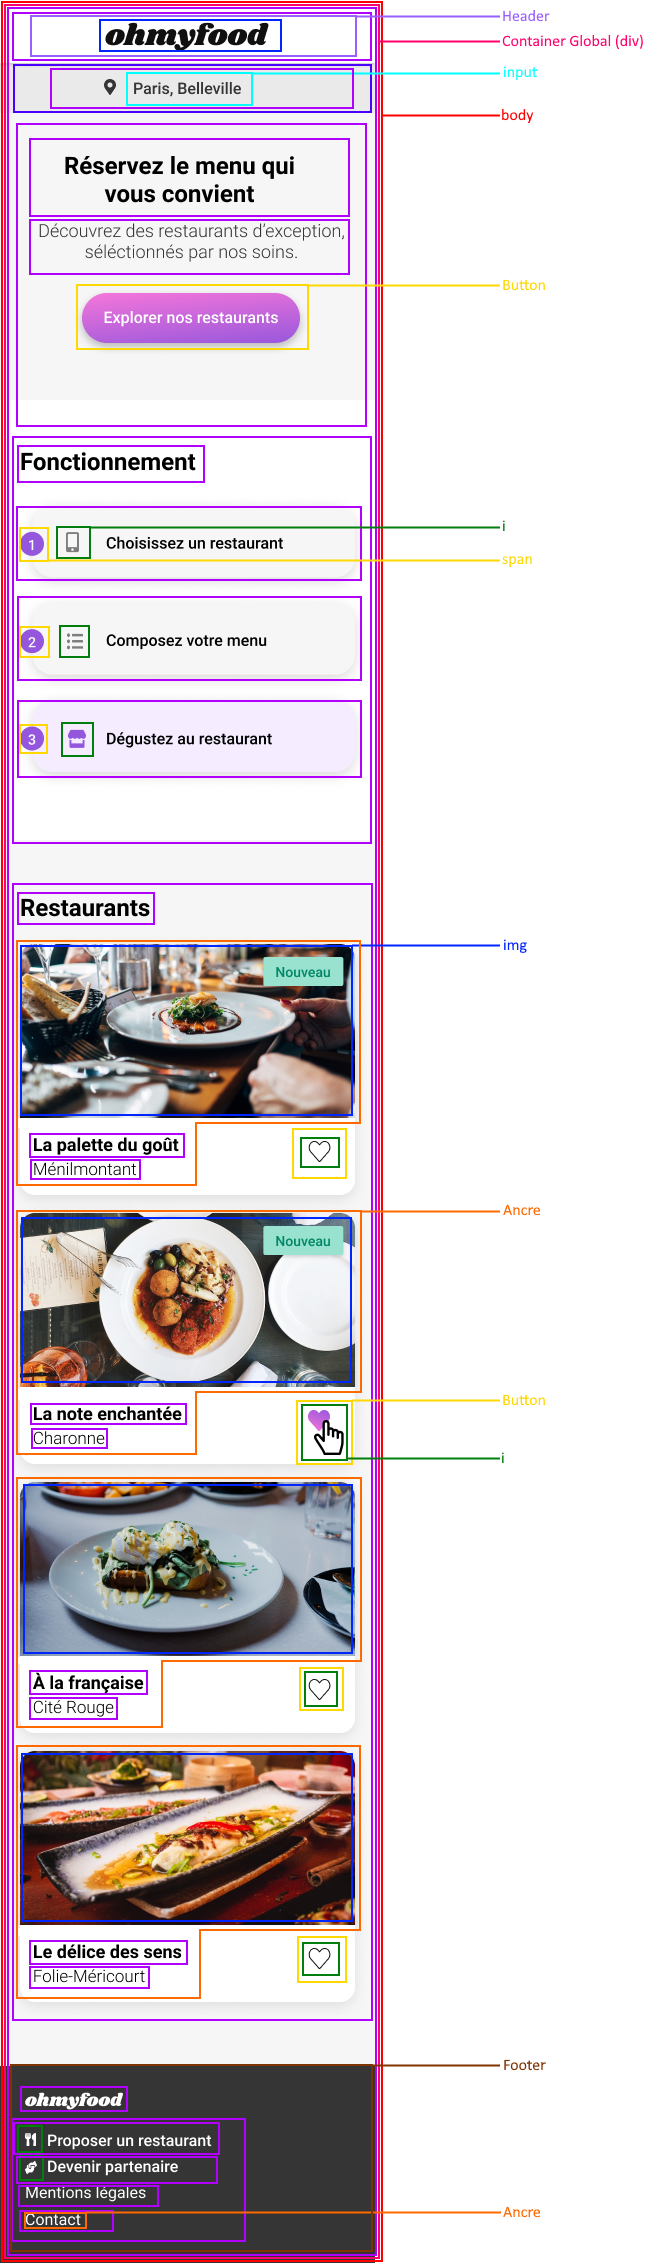 Header
ohmyfood
Container Global (div)
input
Paris, Belleville
body
Réservez le menu qui
vous convient
Découvrez des restaurants d’exception,
séléctionnés par nos soins.
Button
Explorer nos restaurants
Fonctionnement
i
1
Choisissez un restaurant
span
2
Composez votre menu
3
Dégustez au restaurant
Restaurants
img
Nouveau
La palette du goût
Ménilmontant
Ancre
Nouveau
Button
La note enchantée
Charonne
i
À la française
Cité Rouge
Le délice des sens
Folie-Méricourt
Footer
ohmyfood
Proposer un restaurant
Devenir partenaire
Mentions légales
Ancre
Contact